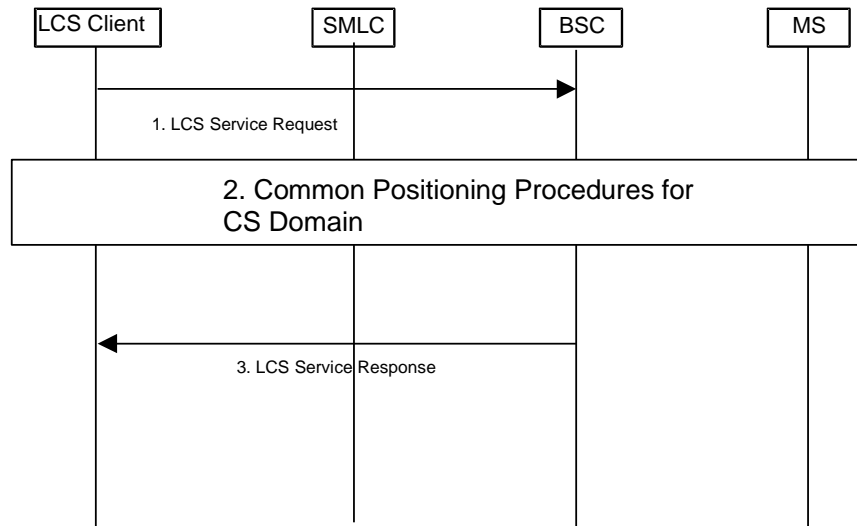 LCS Client
SMLC
BSC
MS
1. LCS Service Request
2. Common Positioning Procedures for
CS Domain
3. LCS Service Response